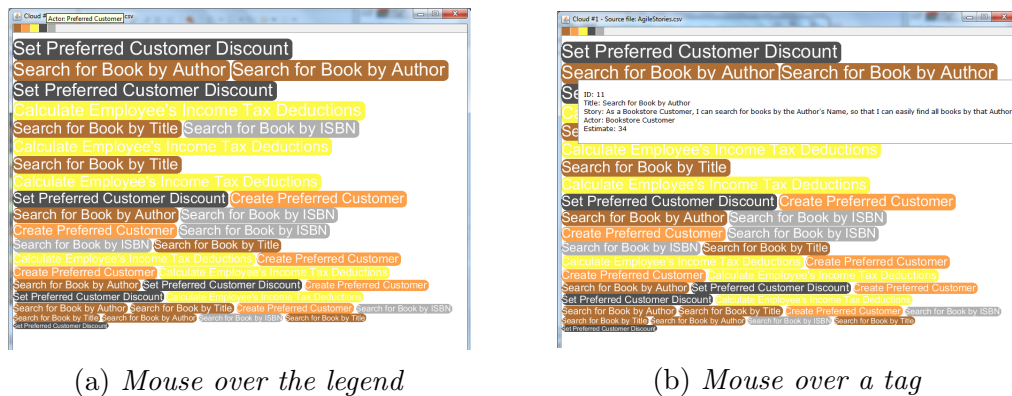 Cloud #
Actor: Preferred Customer
csv
Set Preferred Customer Discount
Search for Book by Author Search for Book by Author
Set Preferred Customer Discount
Calculate Employee's Income Tax Deductions
Search for Book by Title Search for Book by ISBN
Calculate Employee's Income Tax Deductions
Search for Book by Title
Calculate Employee's Income Tax Deductions
Set Preferred Customer Discount Create Preferred Customer
Search for Book by Author Search for Book by ISBN
Create Preferred Customer Search for Book by ISBN
Search for Book by ISBN Search for Book by Title
Calculate Employee's Income Tax Deductions Create Preferred Customer
Create Preferred Customer Calculate Employee's Income Tax Deductions
Search for Book by Author Set Preferred Customer Discount Create Preferred Customer
Set Preferred Customer Discount Calculate Employee's Income Tax Deductions
Search for Book by Author Search for Book by Title Create Preferred Customer Search for Book by ISBN
Search for Book by Title Search for Book by Author Search for Book by ISBN Search for Book by Title
Set Preferred Customer Discount
(a) Mouse over the legend
Cloud #1 - Source file: AgileStories.csv
Set Preferred Customer Discount
Search for Book by Author Search for Book by Author
ID: 11
Title: Search for Book by Author
Story: As a Bookstore Customer, I can search for books by the Author's Name, so that I can easily find all books by that Author
Actor: Bookstore Customer
Estimate: 34
Calculate Employee's Income Tax Deductions
Search for Book by Title
Calculate Employee's Income Tax Deductions
Set Preferred Customer Discount Create Preferred Customer
Search for Book by Author Search for Book by ISBN
Create Preferred Customer Search for Book by ISBN
Search for Book by ISBN Search for Book by Title
Calculate Employee's Income Tax Deductions Create Preferred Customer
Create Preferred Customer Calculate Employee's Income Tax Deductions
Search for Book by Author Set Preferred Customer Discount Create Preferred Customer
Set Preferred Customer Discount Calculate Employee's Income Tax Deductions
Search for Book by Author Search for Book by Title Create Preferred Customer Search for Book by ISBN
Search for Book by Title Search for Book by Author Search for Book by ISBN Search for Book by Title
Set Preferred Customer Discount
(b) Mouse over a tag